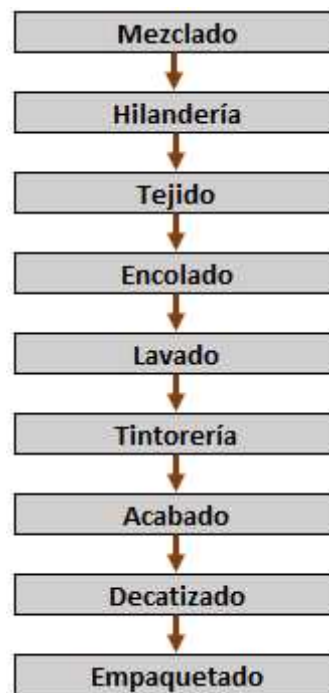 Mezclado
Hilandería
Tejido
Encolado
Lavado
Tintorería
Acabado
Decatizado
Empaquetado